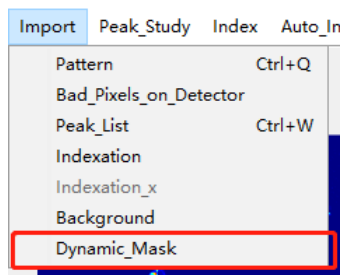 Import Peak_Study Index Auto_In
Pattern Ctrl+Q
Bad_Pixels_on_Detector
Peak_List Ctrl+W
Indexation
Indexation_x
Background
Dynamic_Mask